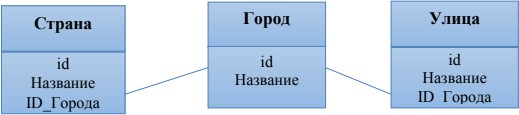 Страна
id
Название
ID_Города
Город
id
Название
Улица
id
Название
ID_Города